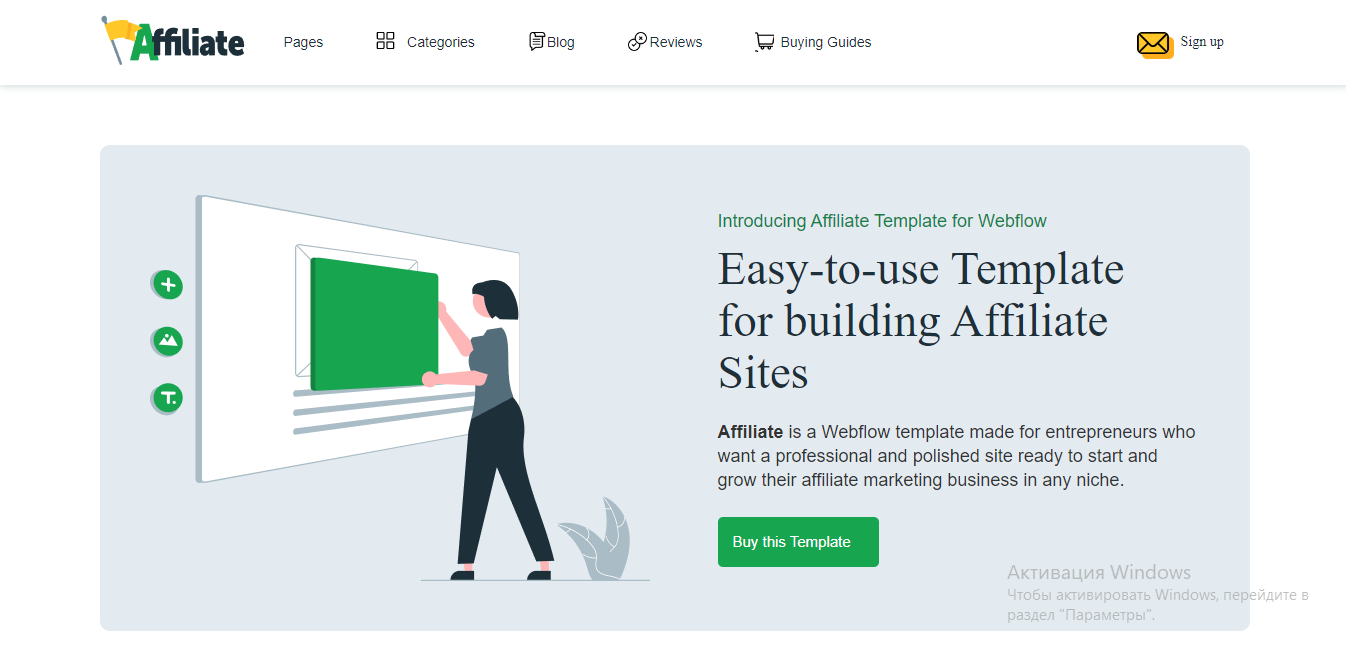 Affiliate
Pages
Categories
Blog
Reviews
Buying Guides
Sign up
T.
Introducing Affiliate Template for Webflow
Easy-to-use Template
for building Affiliate
Sites
Affiliate is a Webflow template made for entrepreneurs who
want a professional and polished site ready to start and
grow their affiliate marketing business in any niche.
Buy this Template
Активация Windows
Чтобы активировать Windows, перейдите в
раздел "Параметры".